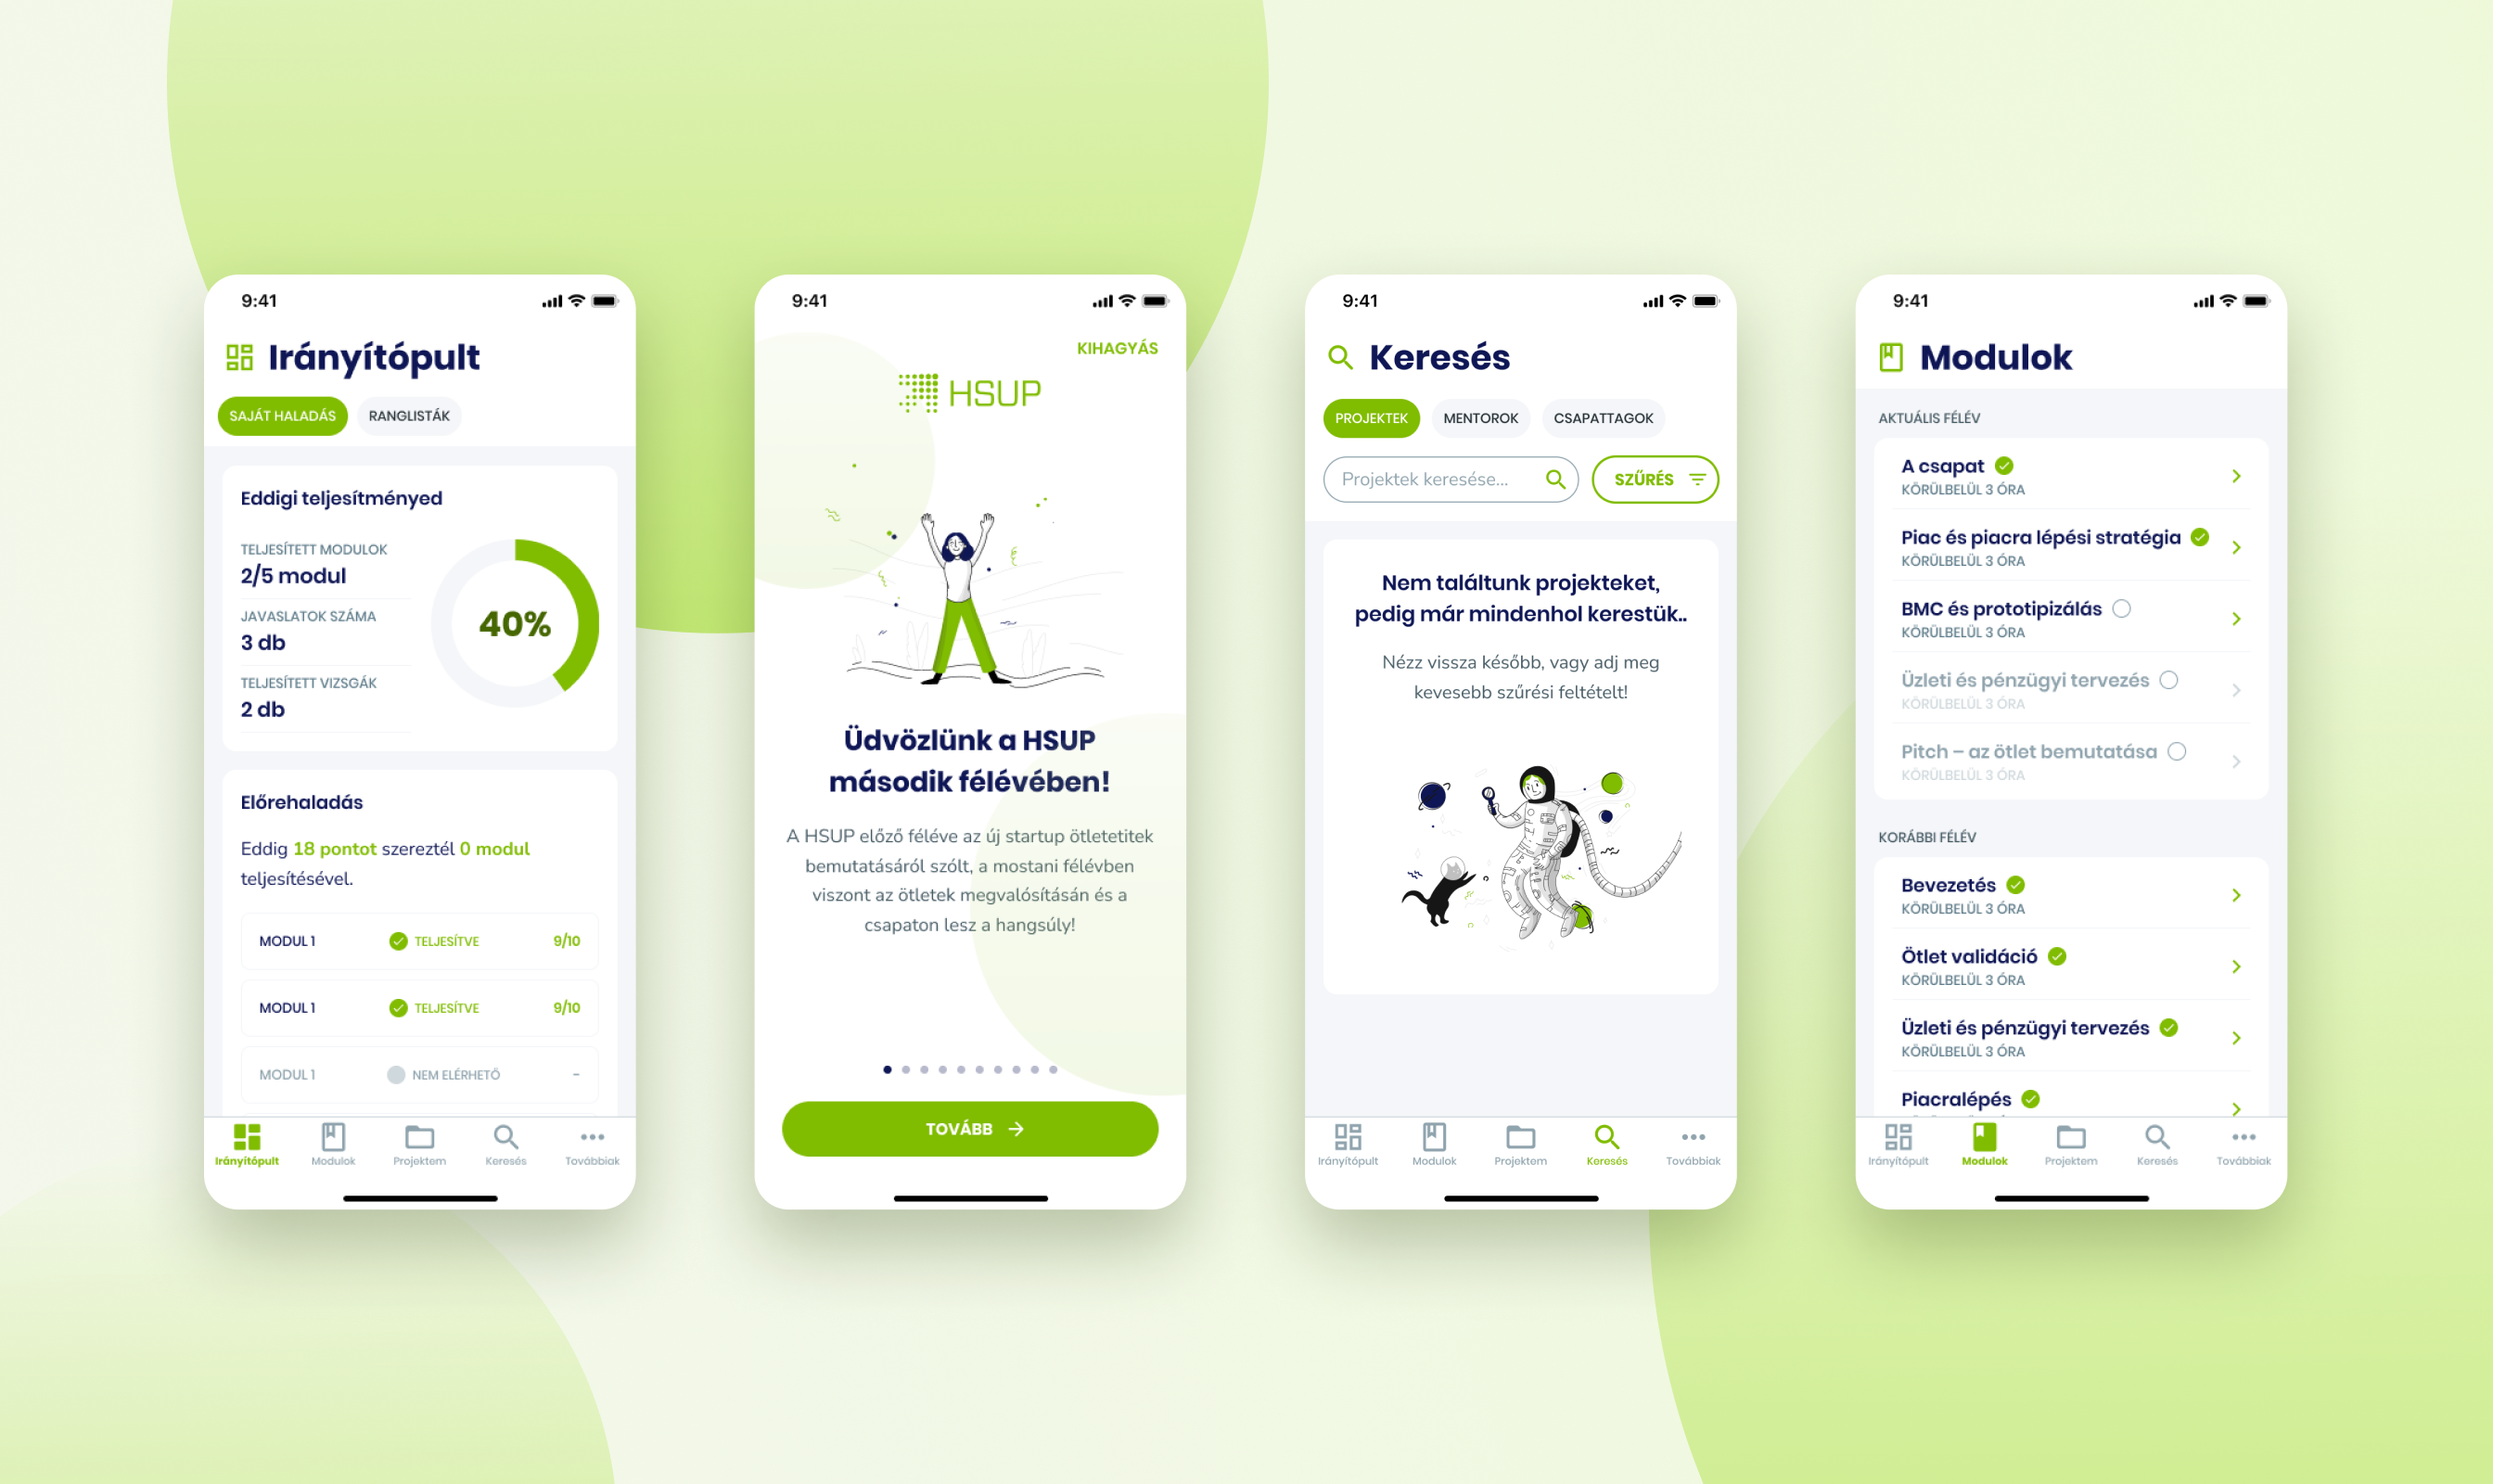 9:41
Irányítópult
SAJÁT HALADÁS
RANGLISTÁK
Eddigi teljesítményed
TELJESÍTETT MODULOK
2/5 modul
JAVASLATOK SZÁMA
3 db
TELJESÍTETT VIZSGÁK
2 db
40%
Előrehaladás
Eddig 18 pontot szereztél 0 modul
teljesítésével.
MODUL 1 TELJESÍTVE 9/10
MODUL 1 TELJESÍTVE 9/10
MODUL 1 NEM ELÉRHETŐ -
Irányítópult Modulok Projektem Keresés Továbbiak
9:41
KIHAGYÁS
HSUP
Üdvözlünk a HSUP
második félévében!
A HSUP előző féléve az új startup ötletetitek
bemutatásáról szólt, a mostani félévben
viszont az ötletek megvalósításán és a
csapaton lesz a hangsúly!
TOVÁBB
9:41
Keresés
PROJEKTEK
MENTOROK
CSAPATTAGOK
Projektek keresése...
SZŰRÉS
Nem találtunk projekteket,
pedig már mindenhol kerestük..
Nézz vissza később, vagy adj meg
kevesebb szűrési feltételt!
Irányítópult Modulok Projektem Keresés Továbbiak
9:41
Modulok
AKTUÁLIS FÉLÉV
A csapat
KÖRÜLBELÜL 3 ÓRA
Piac és piacra lépési stratégia
KÖRÜLBELÜL 3 ÓRA
BMC és prototipizálás
KÖRÜLBELÜL 3 ÓRA
Üzleti és pénzügyi tervezés
KÖRÜLBELÜL 3 ÓRA
Pitch – az ötlet bemutatása
KÖRÜLBELÜL 3 ÓRA
KORÁBBI FÉLÉV
Bevezetés
KÖRÜLBELÜL 3 ÓRA
Ötlet validáció
KÖRÜLBELÜL 3 ÓRA
Üzleti és pénzügyi tervezés
KÖRÜLBELÜL 3 ÓRA
Piacralépés
Irányítópult Modulok Projektem Keresés Továbbiak